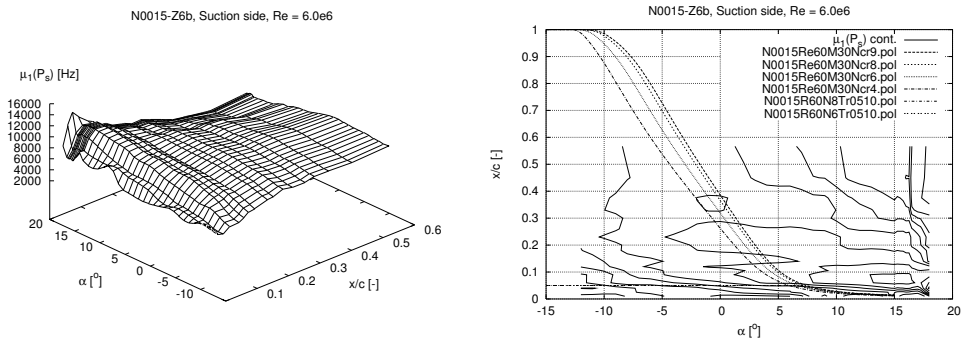 N0015-Z6b, Suction side, Re = 6.0e6
μ1(Ps) [Hz]
16000
14000
12000
10000
8000
6000
4000
2000
20
15
10
5
0
-5
-10
α [o]
0.1
0.2
0.3
0.4
0.5
0.6
x/c [-]
N0015-Z6b, Suction side, Re = 6.0e6
μ1(Ps) cont.
N0015Re60M30Ncr9.pol
N0015Re60M30Ncr8.pol
N0015Re60M30Ncr6.pol
N0015Re60M30Ncr4.pol
N0015R60N8Tr0510.pol
N0015R60N6Tr0510.pol
1
0.9
0.8
0.7
0.6
0.5
0.4
0.3
0.2
0.1
0
x/c [-]
-15 -10 -5 0 5 10 15 20
α [o]